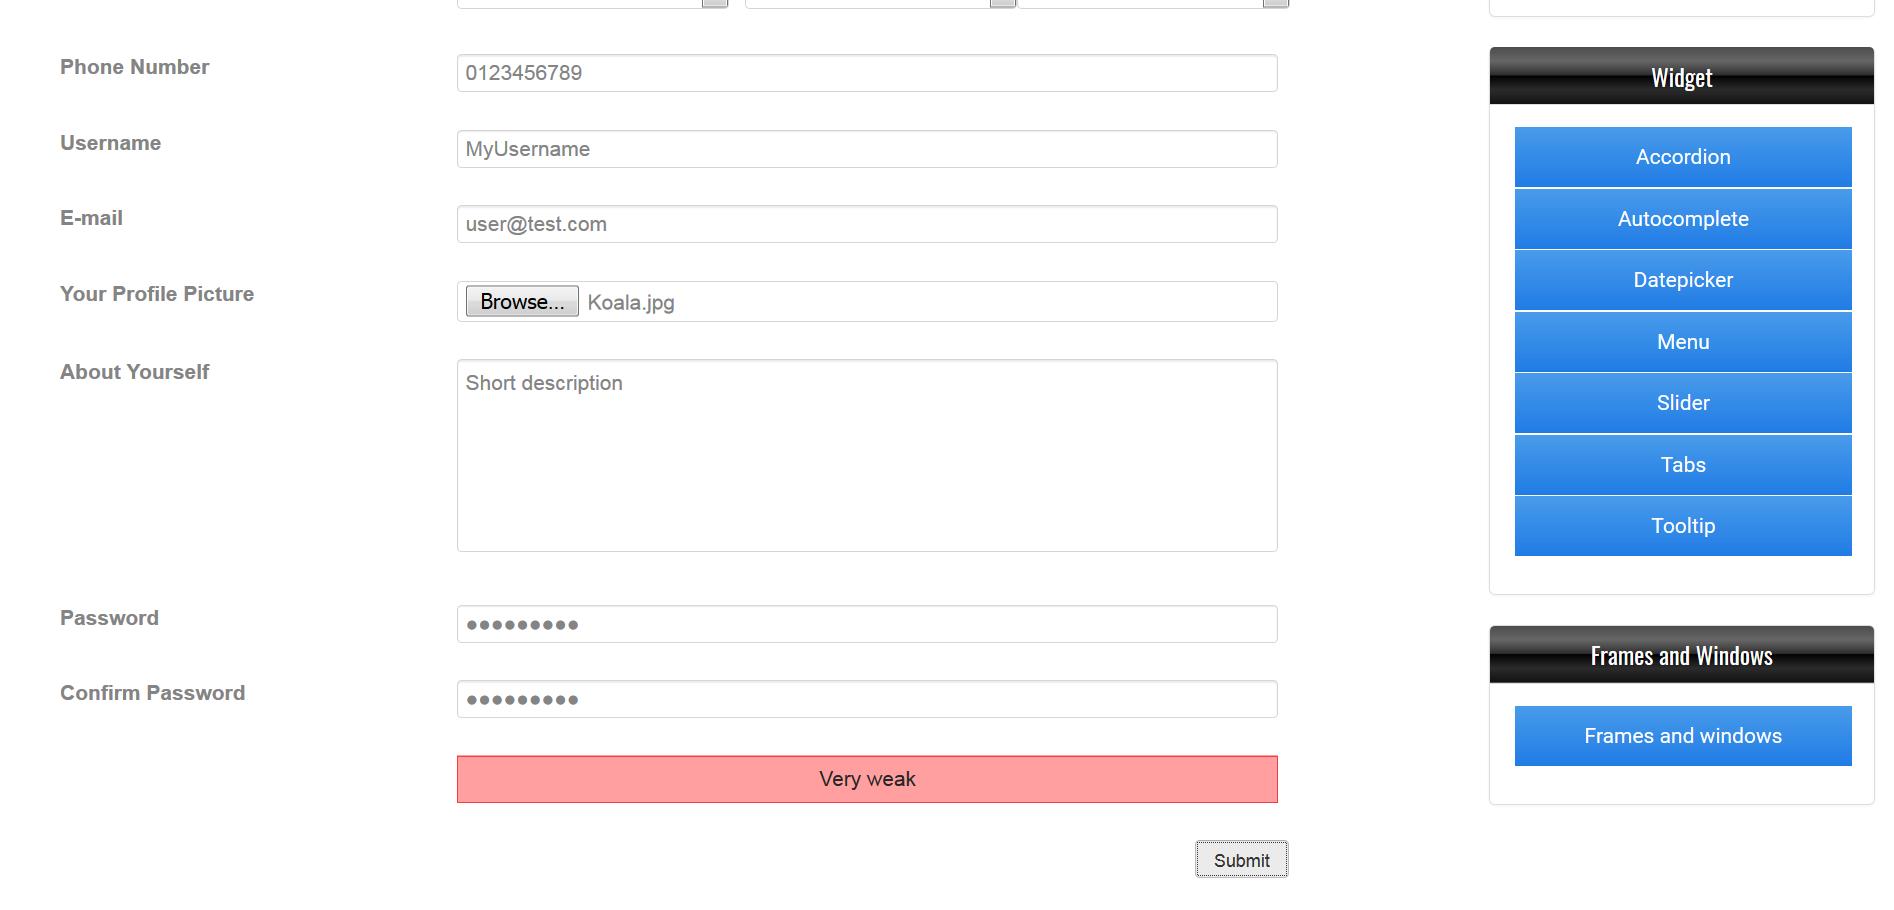 Phone Number
0123456789
Username
MyUsername
E-mail
user@test.com
Your Profile Picture
Browse... Koala.jpg
About Yourself
Short description
Password
●●●●●●●●●
Confirm Password
●●●●●●●●●
Very weak
Submit
Widget
Accordion
Autocomplete
Datepicker
Menu
Slider
Tabs
Tooltip
Frames and Windows
Frames and windows